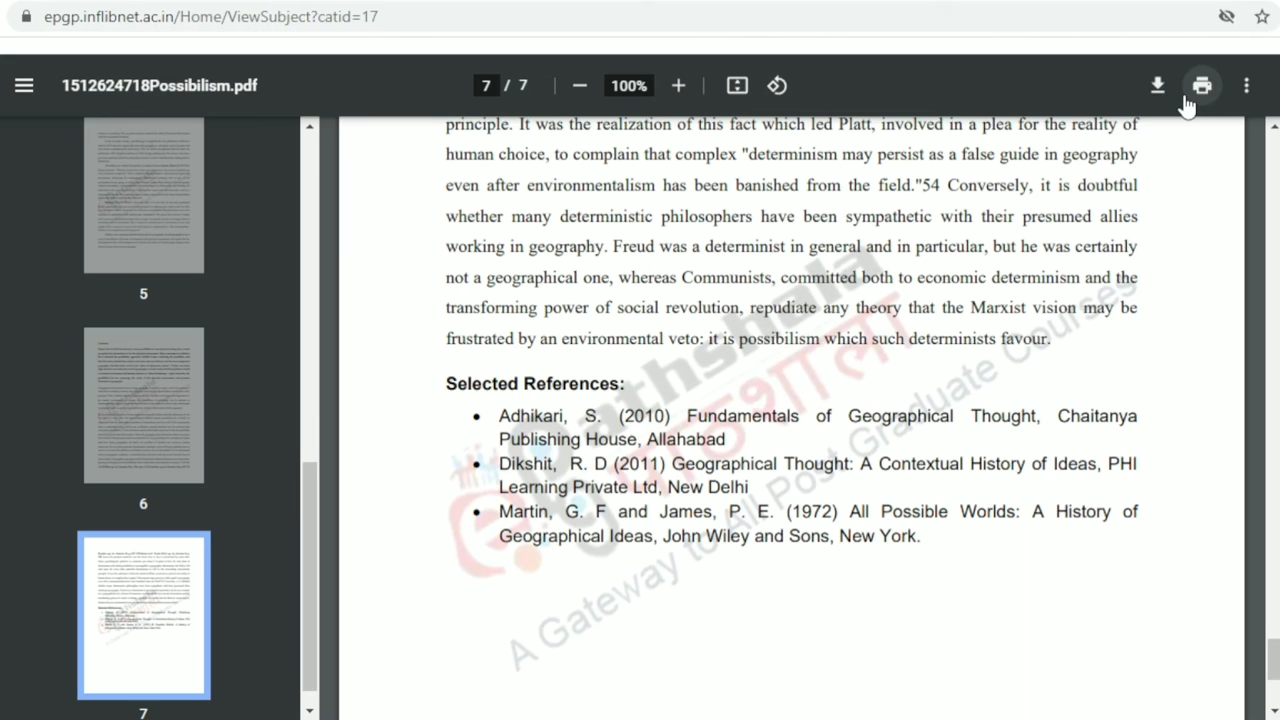 epgp.inflibnet.ac.in/Home/ViewSubject?catid=17
1512624718Possibilism.pdf
7 / 7
100%
5
6
7
principle. It was the realization of this fact which led Platt, involved in a plea for the reality of
human choice, to complain that complex "determinism may persist as a false guide in geography
even after environmentalism has been banished from the field."54 Conversely, it is doubtful
whether many deterministic philosophers have been sympathetic with their presumed allies
working in geography. Freud was a determinist in general and in particular, but he was certainly
not a geographical one, whereas Communists, committed both to economic determinism and the
transforming power of social revolution, repudiate any theory that the Marxist vision may be
frustrated by an environmental veto: it is possibilism which such determinists favour.
Selected References:
• Adhikari, S. (2010) Fundamentals of Geographical Thought, Chaitanya
Publishing House, Allahabad
• Dikshit, R. D (2011) Geographical Thought: A Contextual History of Ideas, PHI
Learning Private Ltd, New Delhi
• Martin, G. F and James, P. E. (1972) All Possible Worlds: A History of
Geographical Ideas, John Wiley and Sons, New York.
ePathshala
पाठशाला
A Gateway to All Post Graduate Courses